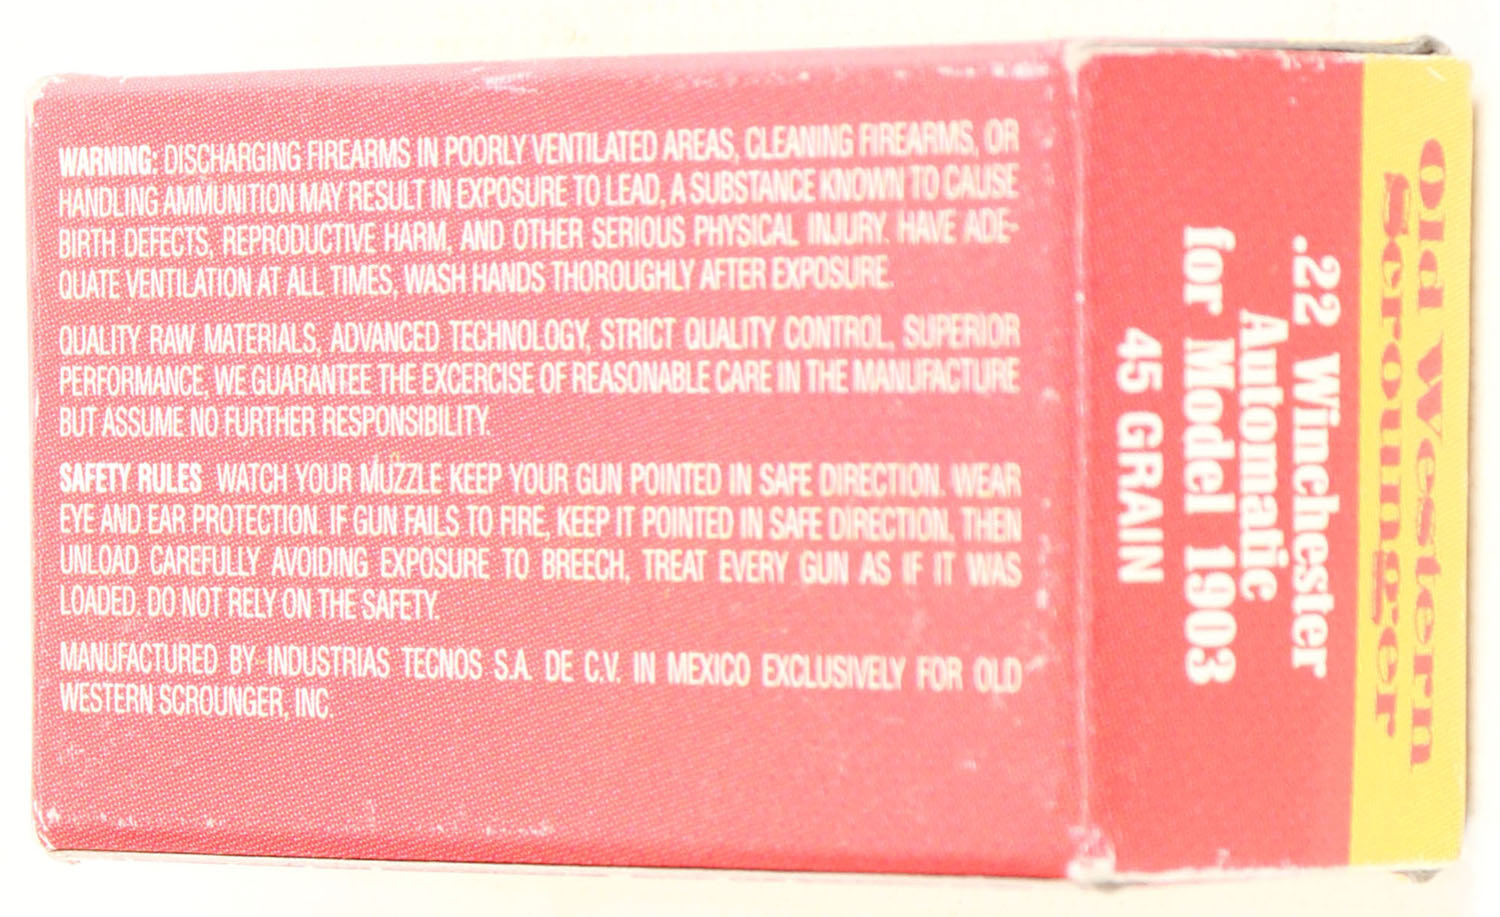 WARNING: DISCHARGING FIREARMS IN POORLY VENTILATED AREAS, CLEANING FIREARMS, OR
HANDLING AMMUNITION MAY RESULT IN EXPOSURE TO LEAD, A SUBSTANCE KNOWN TO CAUSE
BIRTH DEFECTS, REPRODUCTIVE HARM, AND OTHER SERIOUS PHYSICAL INJURY. HAVE ADE-
QUATE VENTILATION AT ALL TIMES, WASH HANDS THOROUGHLY AFTER EXPOSURE.
QUALITY RAW MATERIALS, ADVANCED TECHNOLOGY, STRICT QUALITY CONTROL, SUPERIOR
PERFORMANCE, WE GUARANTEE THE EXCERCISE OF REASONABLE CARE IN THE MANUFACTURE
BUT ASSUME NO FURTHER RESPONSIBILITY.
SAFETY RULES WATCH YOUR MUZZLE KEEP YOUR GUN POINTED IN SAFE DIRECTION. WEAR
EYE AND EAR PROTECTION. IF GUN FAILS TO FIRE, KEEP IT POINTED IN SAFE DIRECTION, THEN
UNLOAD CAREFULLY AVOIDING EXPOSURE TO BREECH, TREAT EVERY GUN AS IF IT WAS
LOADED. DO NOT RELY ON THE SAFETY.
MANUFACTURED BY INDUSTRIAS TECNOS S.A. DE C.V. IN MEXICO EXCLUSIVELY FOR OLD
WESTERN SCROUNGER, INC.
Old Western
Scrounger
.22 Winchester
Automatic
for Model 1903
45 GRAIN